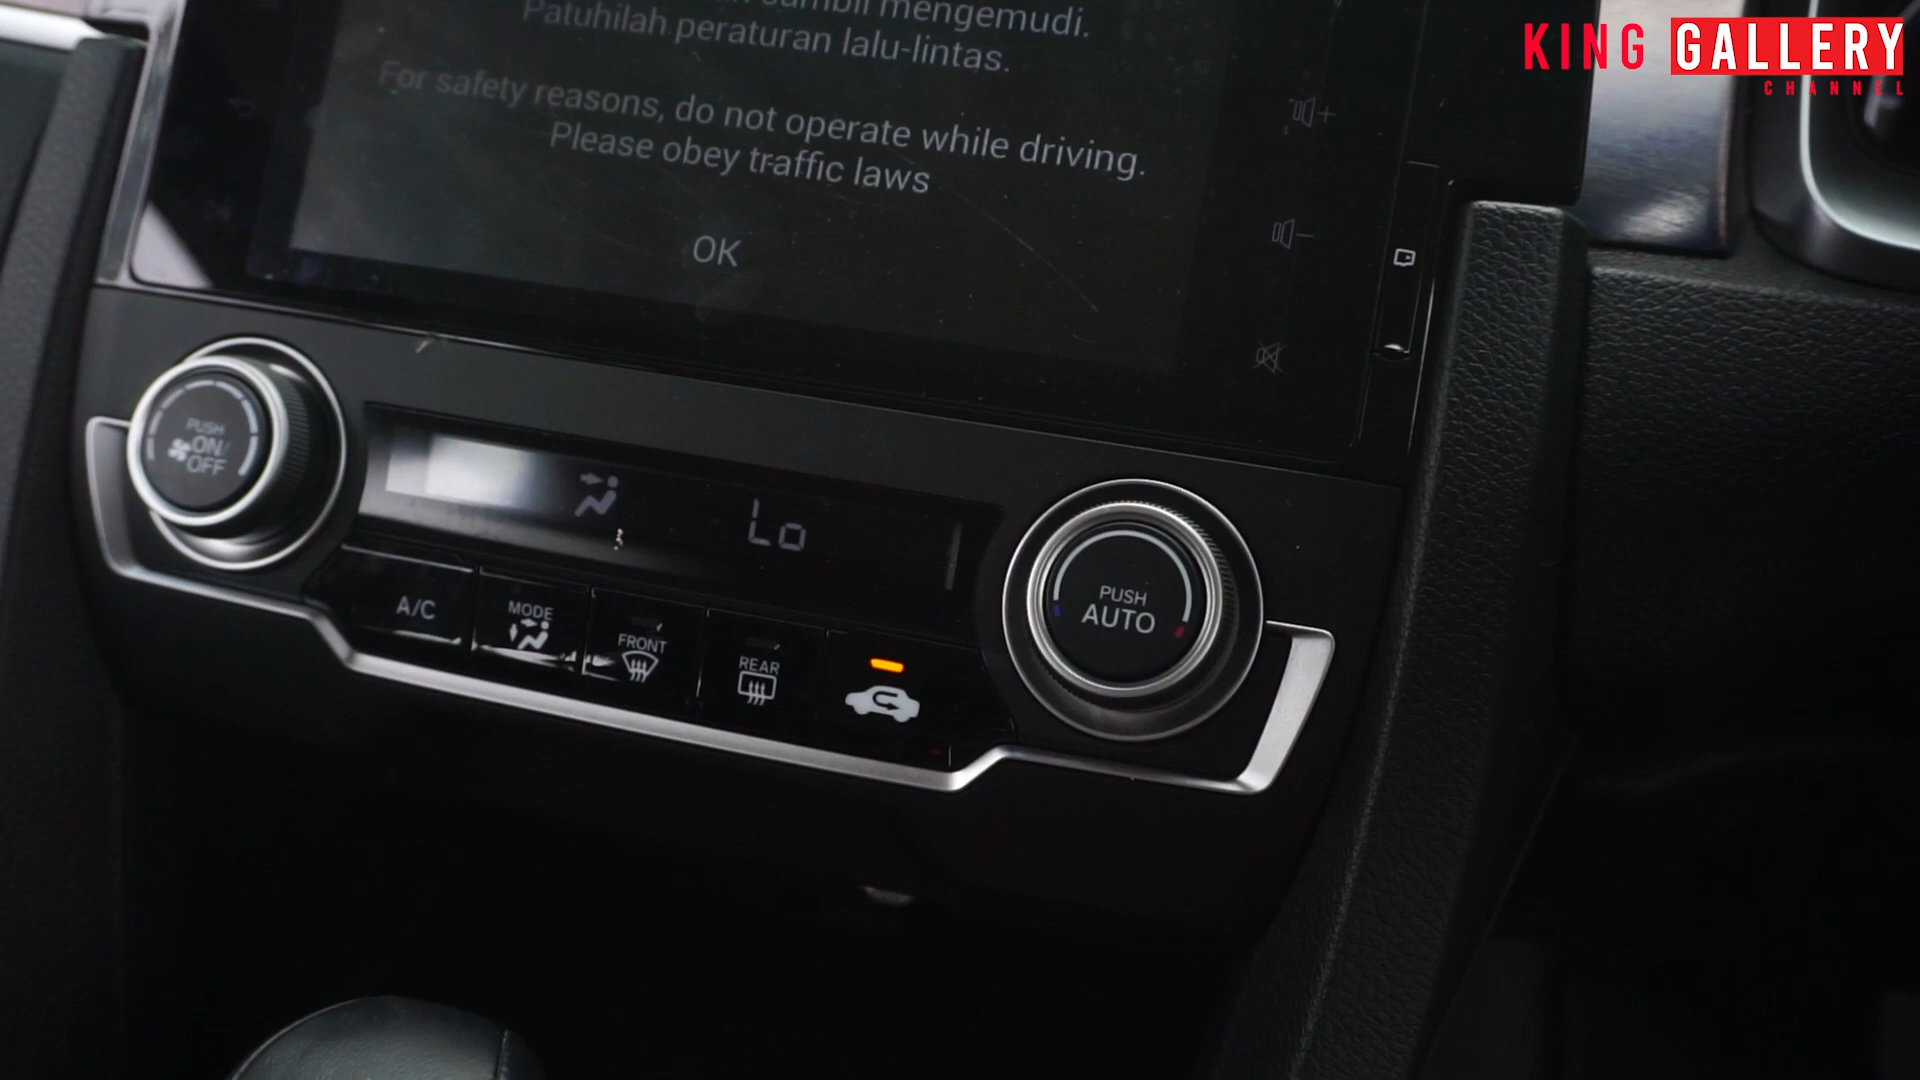 KING GALLERY
CHANNEL
mengemudi.
Patuhilah peraturan lalu-lintas.
For safety reasons, do not operate while driving.
Please obey traffic laws
OK
PUSH
ON/
OFF
Lo
PUSH
AUTO
A/C
MODE
FRONT
REAR